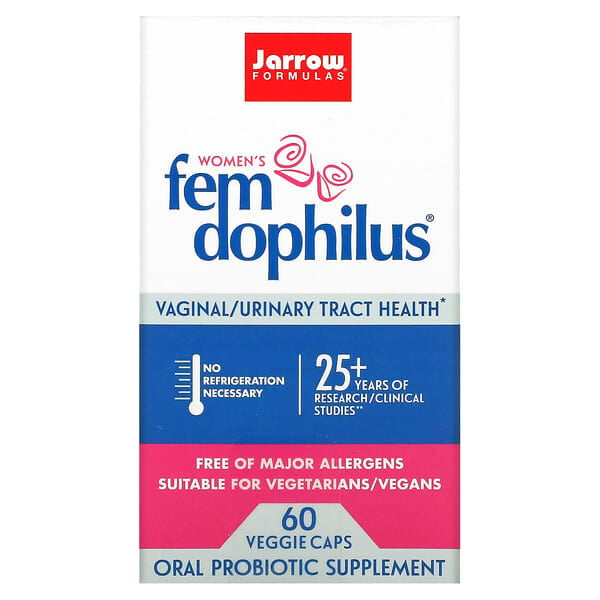 Jarrow®
FORMULAS
WOMEN'S
fem
dophilus®
VAGINAL/URINARY TRACT HEALTH*
NO
REFRIGERATION
NECESSARY
25+ YEARS OF
RESEARCH/CLINICAL
STUDIES**
FREE OF MAJOR ALLERGENS
SUITABLE FOR VEGETARIANS/VEGANS
60
VEGGIE CAPS
ORAL PROBIOTIC SUPPLEMENT